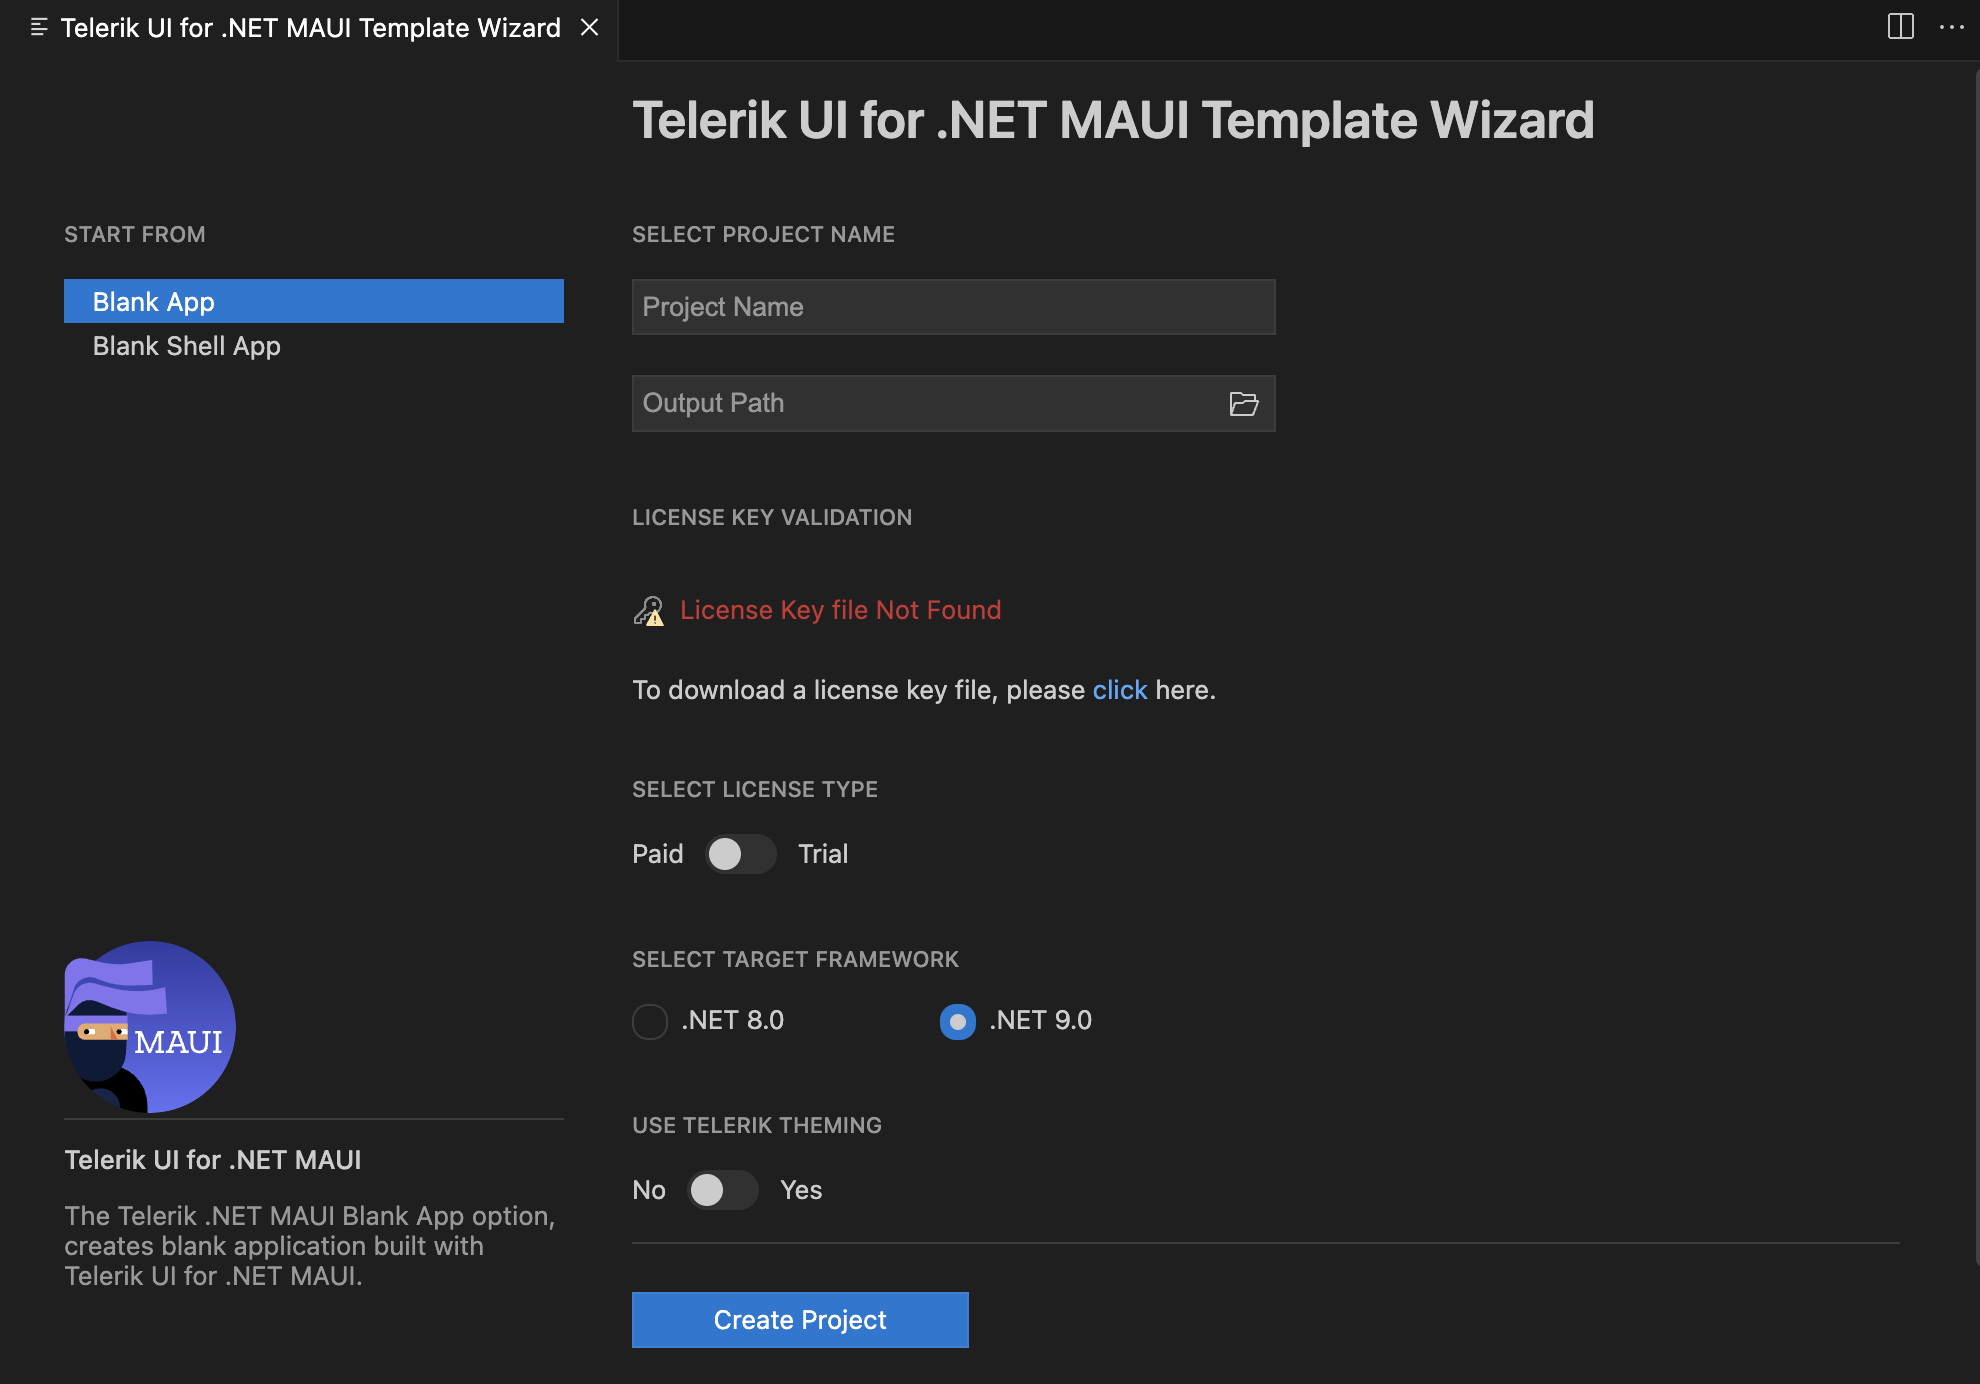 Telerik UI for .NET MAUI Template Wizard
Telerik UI for .NET MAUI Template Wizard
START FROM
Blank App
Blank Shell App
MAUI
Telerik UI for .NET MAUI
The Telerik .NET MAUI Blank App option,
creates blank application built with
Telerik UI for .NET MAUI.
SELECT PROJECT NAME
Project Name
Output Path
LICENSE KEY VALIDATION
License Key file Not Found
To download a license key file, please click here.
SELECT LICENSE TYPE
Paid Trial
SELECT TARGET FRAMEWORK
.NET 8.0 .NET 9.0
USE TELERIK THEMING
No Yes
Create Project